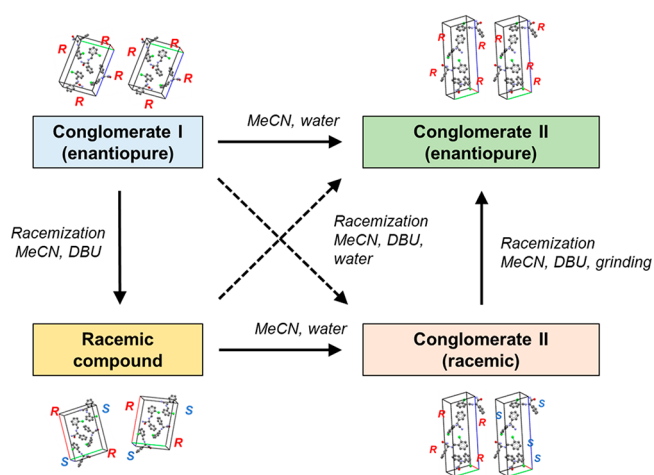 R
R
R
R
R
R
R
R
R
R
Conglomerate I
(enantiopure)
MeCN, water
Conglomerate II
(enantiopure)
Racemization
MeCN, DBU
Racemization
MeCN, DBU,
water
Racemization
MeCN, DBU, grinding
Racemic
compound
MeCN, water
Conglomerate II
(racemic)
R
S
S
R
S
R
S
R
R
S
R
S
R
S